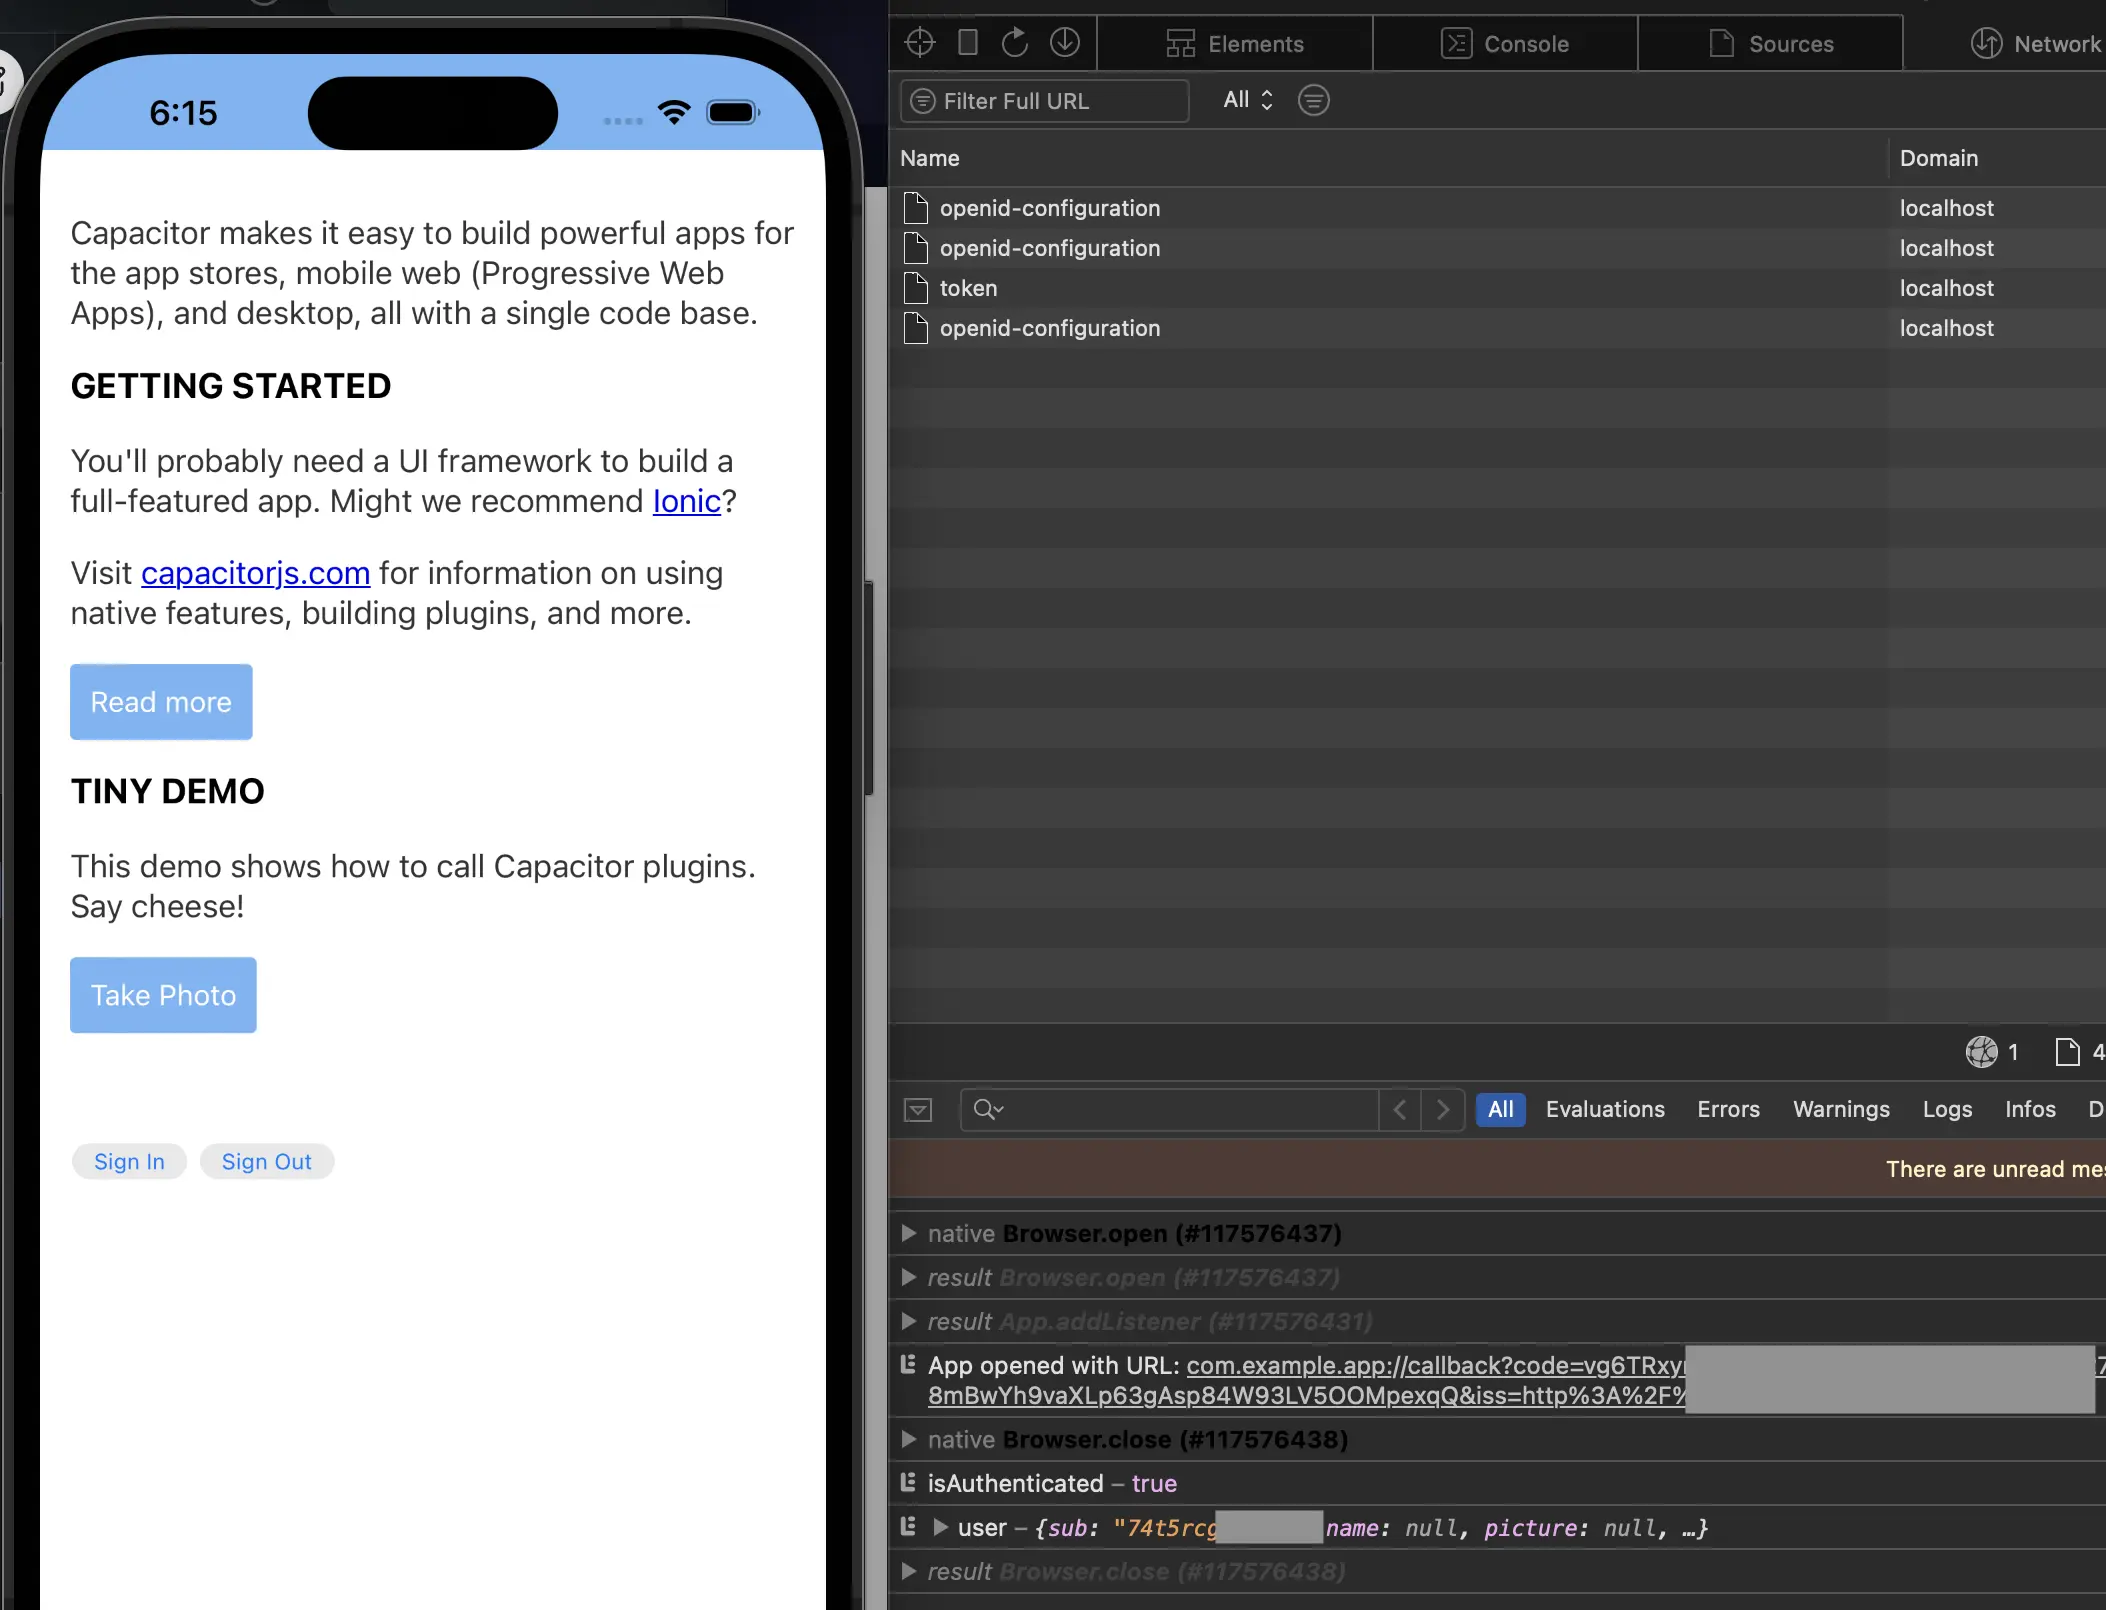 6:15
Capacitor makes it easy to build powerful apps for
the app stores, mobile web (Progressive Web
Apps), and desktop, all with a single code base.
GETTING STARTED
You'll probably need a UI framework to build a
full-featured app. Might we recommend Ionic?
Visit capacitorjs.com for information on using
native features, building plugins, and more.
Read more
TINY DEMO
This demo shows how to call Capacitor plugins.
Say cheese!
Take Photo
Sign In Sign Out
Elements Console Sources Network
Filter Full URL All
Name Domain
openid-configuration localhost
openid-configuration localhost
token localhost
openid-configuration localhost
1 4
All Evaluations Errors Warnings Logs Infos D
There are unread mes
native Browser.open (#117576437)
result Browser.open (#117576437)
result App.addListener (#117576431)
App opened with URL: com.example.app://callback?code=vg6TRxy 7
8mBwYh9vaXLp63gAsp84W93LV5OOMpexqQ&iss=http%3A%2F%
native Browser.close (#117576438)
isAuthenticated – true
user – {sub: "74t5rcg name: null, picture: null, …}
result Browser.close (#117576438)